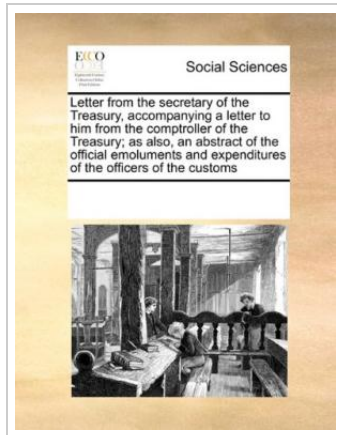 ECCO
Social Sciences
Letter from the secretary of the
Treasury, accompanying a letter to
him from the comptroller of the
Treasury; as also, an abstract of the
official emoluments and expenditures
of the officers of the customs